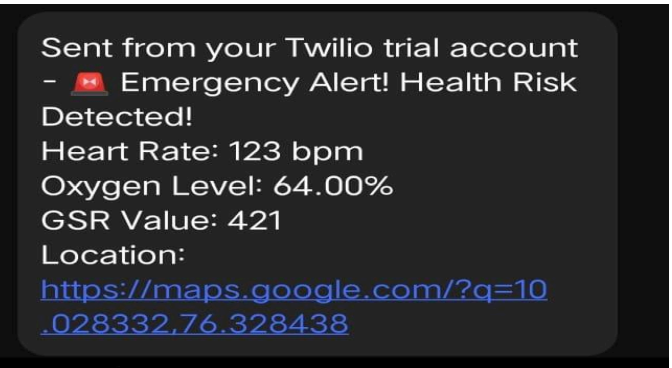 Sent from your Twilio trial account
- 🚨 Emergency Alert! Health Risk
Detected!
Heart Rate: 123 bpm
Oxygen Level: 64.00%
GSR Value: 421
Location:
https://maps.google.com/?q=10
.028332,76.328438